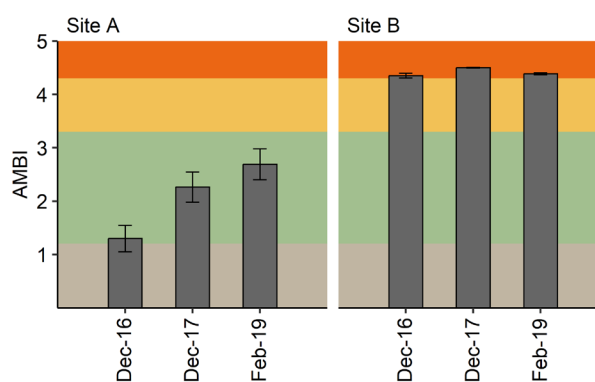 Site A
Site B
AMBI
5
4
3
2
1
Dec-16
Dec-17
Feb-19
Dec-16
Dec-17
Feb-19